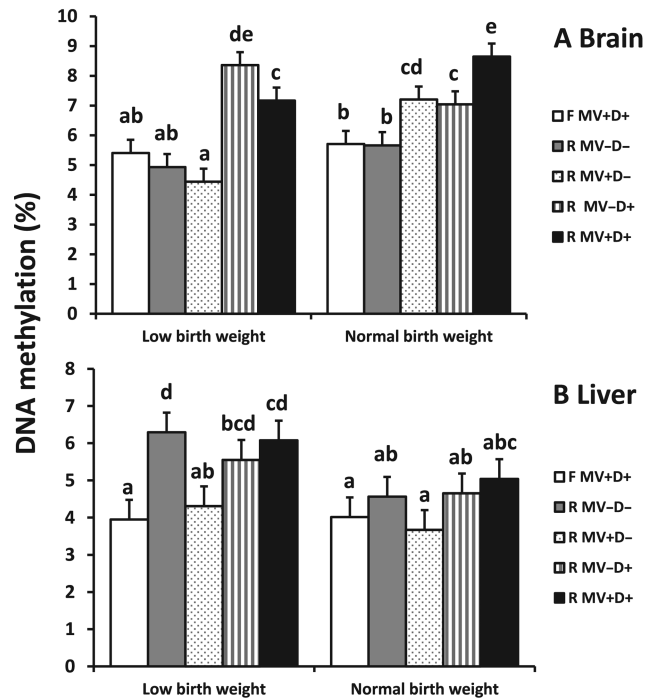 A Brain
DNA methylation (%)
10
9
8
7
6
5
4
3
2
1
0
ab
ab
a
de
c
b
b
cd
c
e
Low birth weight
Normal birth weight
F MV+D+
R MV–D–
R MV+D–
R MV–D+
R MV+D+
B Liver
8
7
6
5
4
3
2
1
0
a
d
ab
bcd
cd
a
ab
a
ab
abc
Low birth weight
Normal birth weight
F MV+D+
R MV–D–
R MV+D–
R MV–D+
R MV+D+